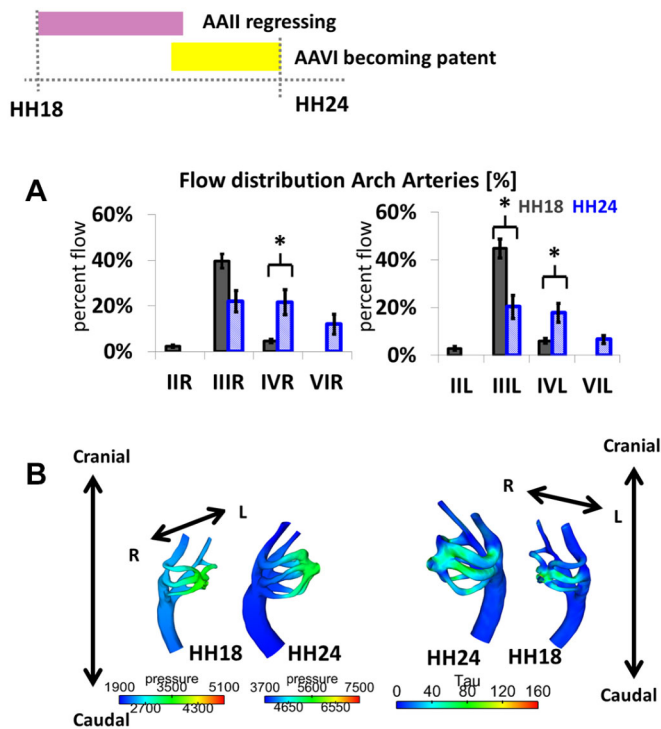 AAII regressing
AAVI becoming patent
HH18 HH24
A
Flow distribution Arch Arteries [%]
HH18 HH24
percent flow
60%
40%
20%
0%
*
IIR IIIR IVR VIR
percent flow
60%
40%
20%
0%
*
*
IIL IIIL IVL VIL
B
Cranial
R L
HH18 HH24
pressure
1900 3500 5100
2700 4300
pressure
3700 5600 7500
4650 6550
Caudal
Cranial
R L
HH24 HH18
Tau
0 40 80 120 160
Caudal